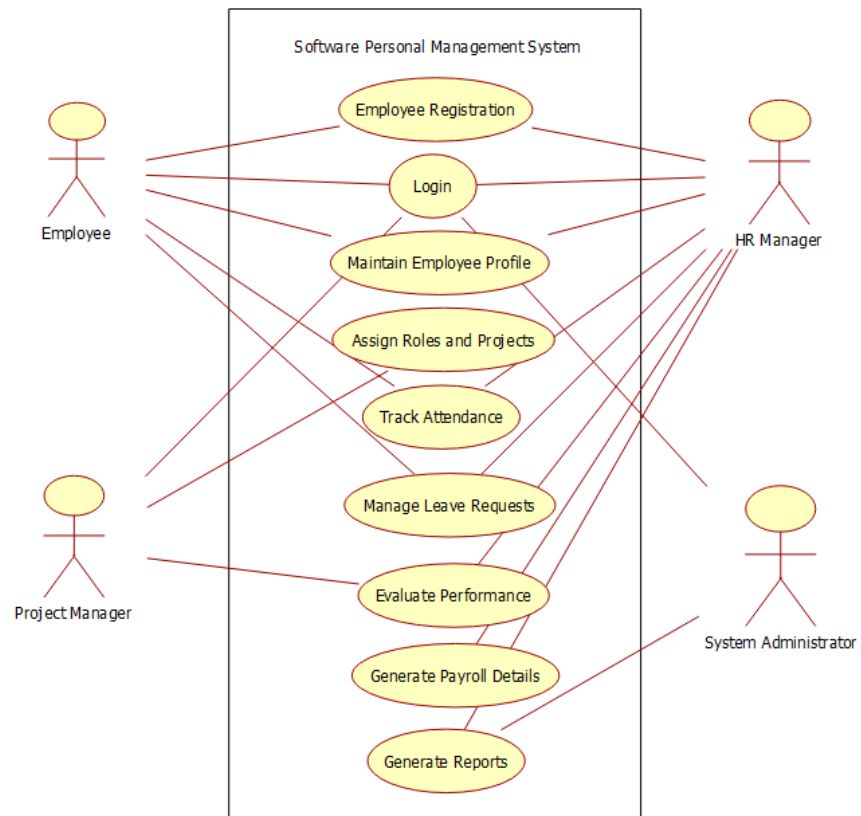 Software Personal Management System
Employee Registration
Login
Employee
HR Manager
Maintain Employee Profile
Assign Roles and Projects
Track Attendance
Manage Leave Requests
Evaluate Performance
Project Manager
System Administrator
Generate Payroll Details
Generate Reports